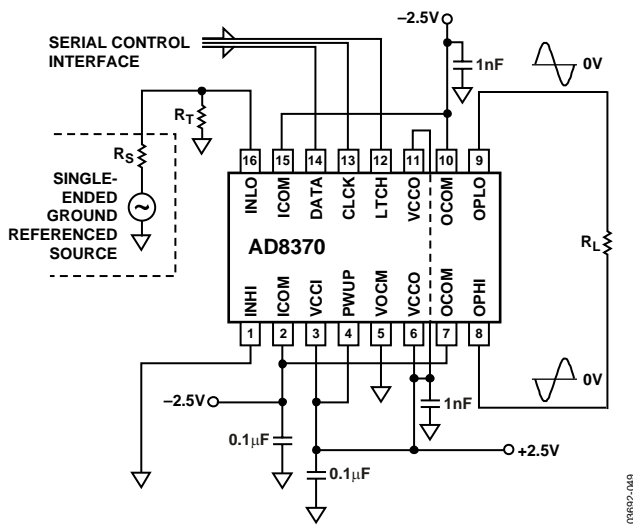 –2.5V
SERIAL CONTROL
INTERFACE
1nF
0V
RT
RS
16 15 14 13 12 11 10 9
INLO ICOM DATA CLCK LTCH VCCO OCOM OPLO
SINGLE-
ENDED
GROUND
REFERENCED
SOURCE
RL
AD8370
INHI ICOM VCCI PWUP VOCM VCCO OCOM OPHI
1 2 3 4 5 6 7 8
0V
–2.5V
1nF
0.1μF
+2.5V
0.1μF
03692-049